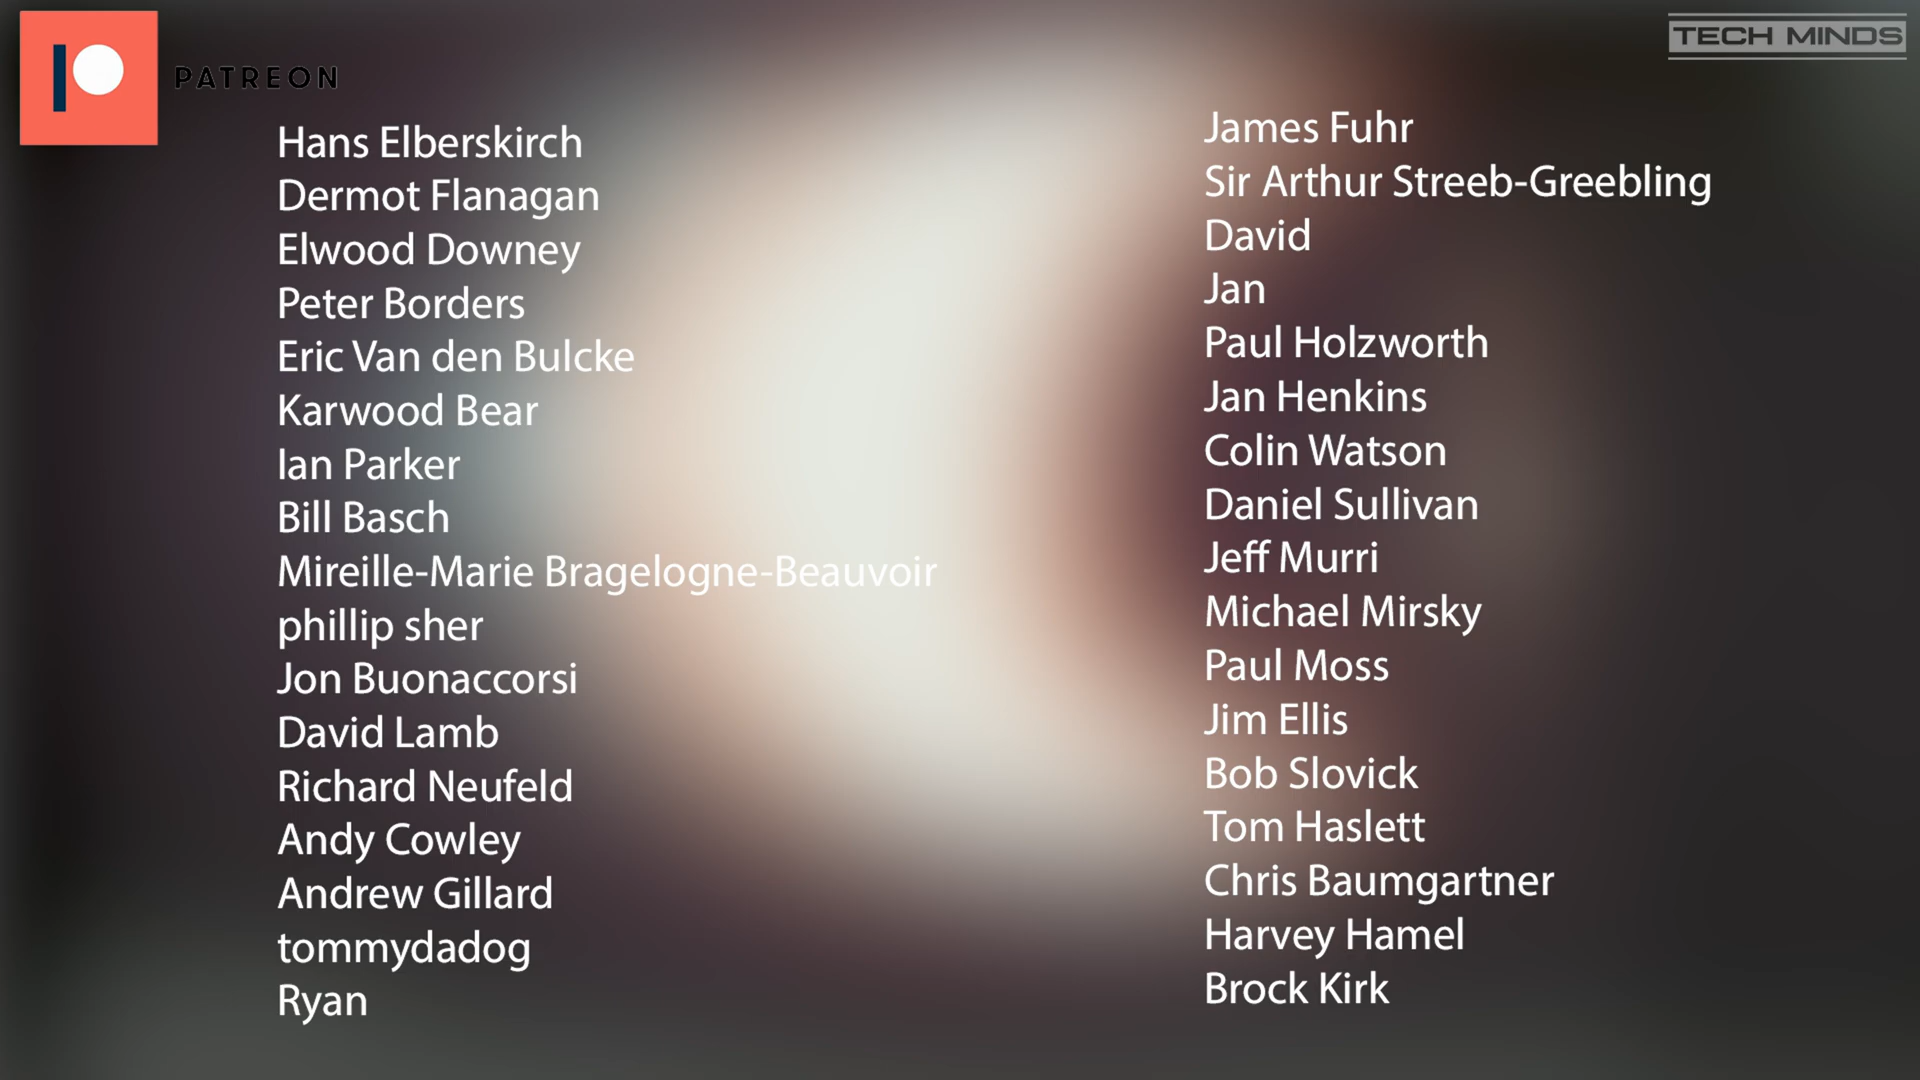 PATREON
TECH MINDS
Hans Elberskirch
Dermot Flanagan
Elwood Downey
Peter Borders
Eric Van den Bulcke
Karwood Bear
Ian Parker
Bill Basch
Mireille-Marie Bragelogne-Beauvoir
phillip sher
Jon Buonaccorsi
David Lamb
Richard Neufeld
Andy Cowley
Andrew Gillard
tommydadog
Ryan
James Fuhr
Sir Arthur Streeb-Greebling
David
Jan
Paul Holzworth
Jan Henkins
Colin Watson
Daniel Sullivan
Jeff Murri
Michael Mirsky
Paul Moss
Jim Ellis
Bob Slovick
Tom Haslett
Chris Baumgartner
Harvey Hamel
Brock Kirk